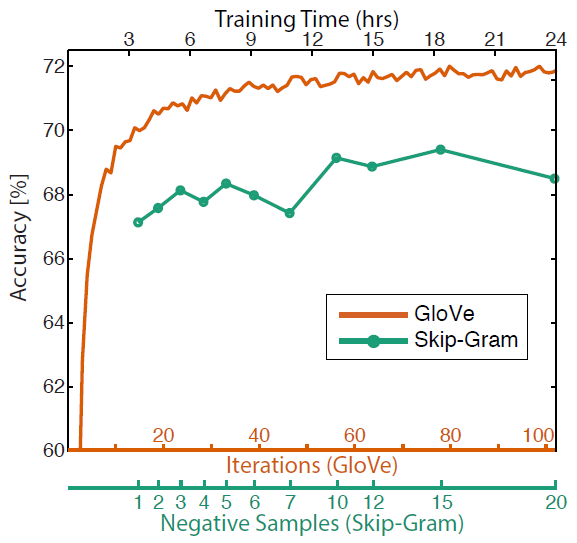 Training Time (hrs)
3 6 9 12 15 18 21 24
72
70
68
66
64
62
60
Accuracy [%]
GloVe
Skip-Gram
20 40 60 80 100
Iterations (GloVe)
1 2 3 4 5 6 7 10 12 15 20
Negative Samples (Skip-Gram)